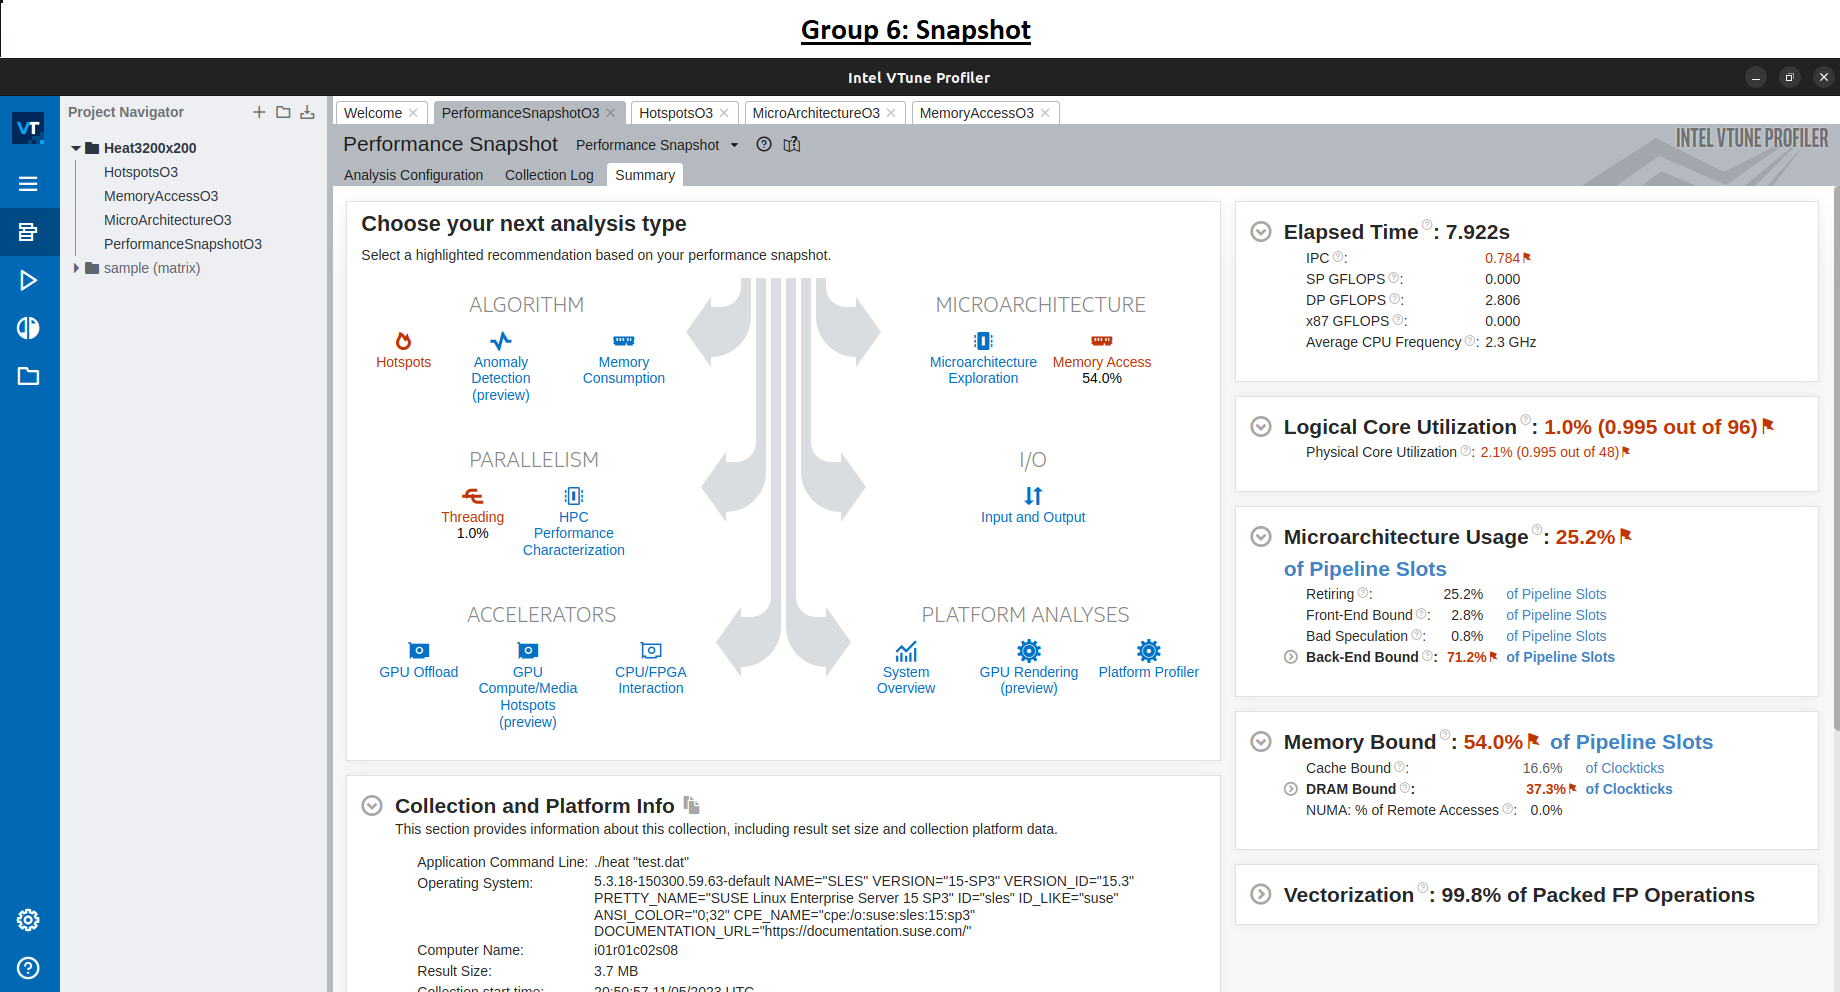 Group 6: Snapshot
Intel VTune Profiler
VT
Project Navigator
Heat3200x200
HotspotsO3
MemoryAccessO3
MicroArchitectureO3
PerformanceSnapshotO3
sample (matrix)
Welcome
PerformanceSnapshotO3
HotspotsO3
MicroArchitectureO3
MemoryAccessO3
Performance Snapshot Performance Snapshot
INTEL VTUNE PROFILER
Analysis Configuration Collection Log Summary
Choose your next analysis type
Select a highlighted recommendation based on your performance snapshot.
ALGORITHM
Hotspots
Anomaly
Detection
(preview)
Memory
Consumption
MICROARCHITECTURE
Microarchitecture
Exploration
Memory Access
54.0%
PARALLELISM
Threading
1.0%
HPC
Performance
Characterization
I/O
Input and Output
ACCELERATORS
GPU Offload
GPU
Compute/Media
Hotspots
(preview)
CPU/FPGA
Interaction
PLATFORM ANALYSES
System
Overview
GPU Rendering
(preview)
Platform Profiler
Collection and Platform Info
This section provides information about this collection, including result set size and collection platform data.
Application Command Line: ./heat "test.dat"
Operating System: 5.3.18-150300.59.63-default NAME="SLES" VERSION="15-SP3" VERSION_ID="15.3"
PRETTY_NAME="SUSE Linux Enterprise Server 15 SP3" ID="sles" ID_LIKE="suse"
ANSI_COLOR="0;32" CPE_NAME="cpe:/o:suse:sles:15:sp3"
DOCUMENTATION_URL="https://documentation.suse.com/"
Computer Name: i01r01c02s08
Result Size: 3.7 MB
Collection start time: 20:50:57 11/05/2023 UTC
Elapsed Time : 7.922s
IPC : 0.784
SP GFLOPS : 0.000
DP GFLOPS : 2.806
x87 GFLOPS : 0.000
Average CPU Frequency : 2.3 GHz
Logical Core Utilization : 1.0% (0.995 out of 96)
Physical Core Utilization : 2.1% (0.995 out of 48)
Microarchitecture Usage : 25.2%
of Pipeline Slots
Retiring : 25.2% of Pipeline Slots
Front-End Bound : 2.8% of Pipeline Slots
Bad Speculation : 0.8% of Pipeline Slots
Back-End Bound : 71.2% of Pipeline Slots
Memory Bound : 54.0% of Pipeline Slots
Cache Bound : 16.6% of Clockticks
DRAM Bound : 37.3% of Clockticks
NUMA: % of Remote Accesses : 0.0%
Vectorization : 99.8% of Packed FP Operations